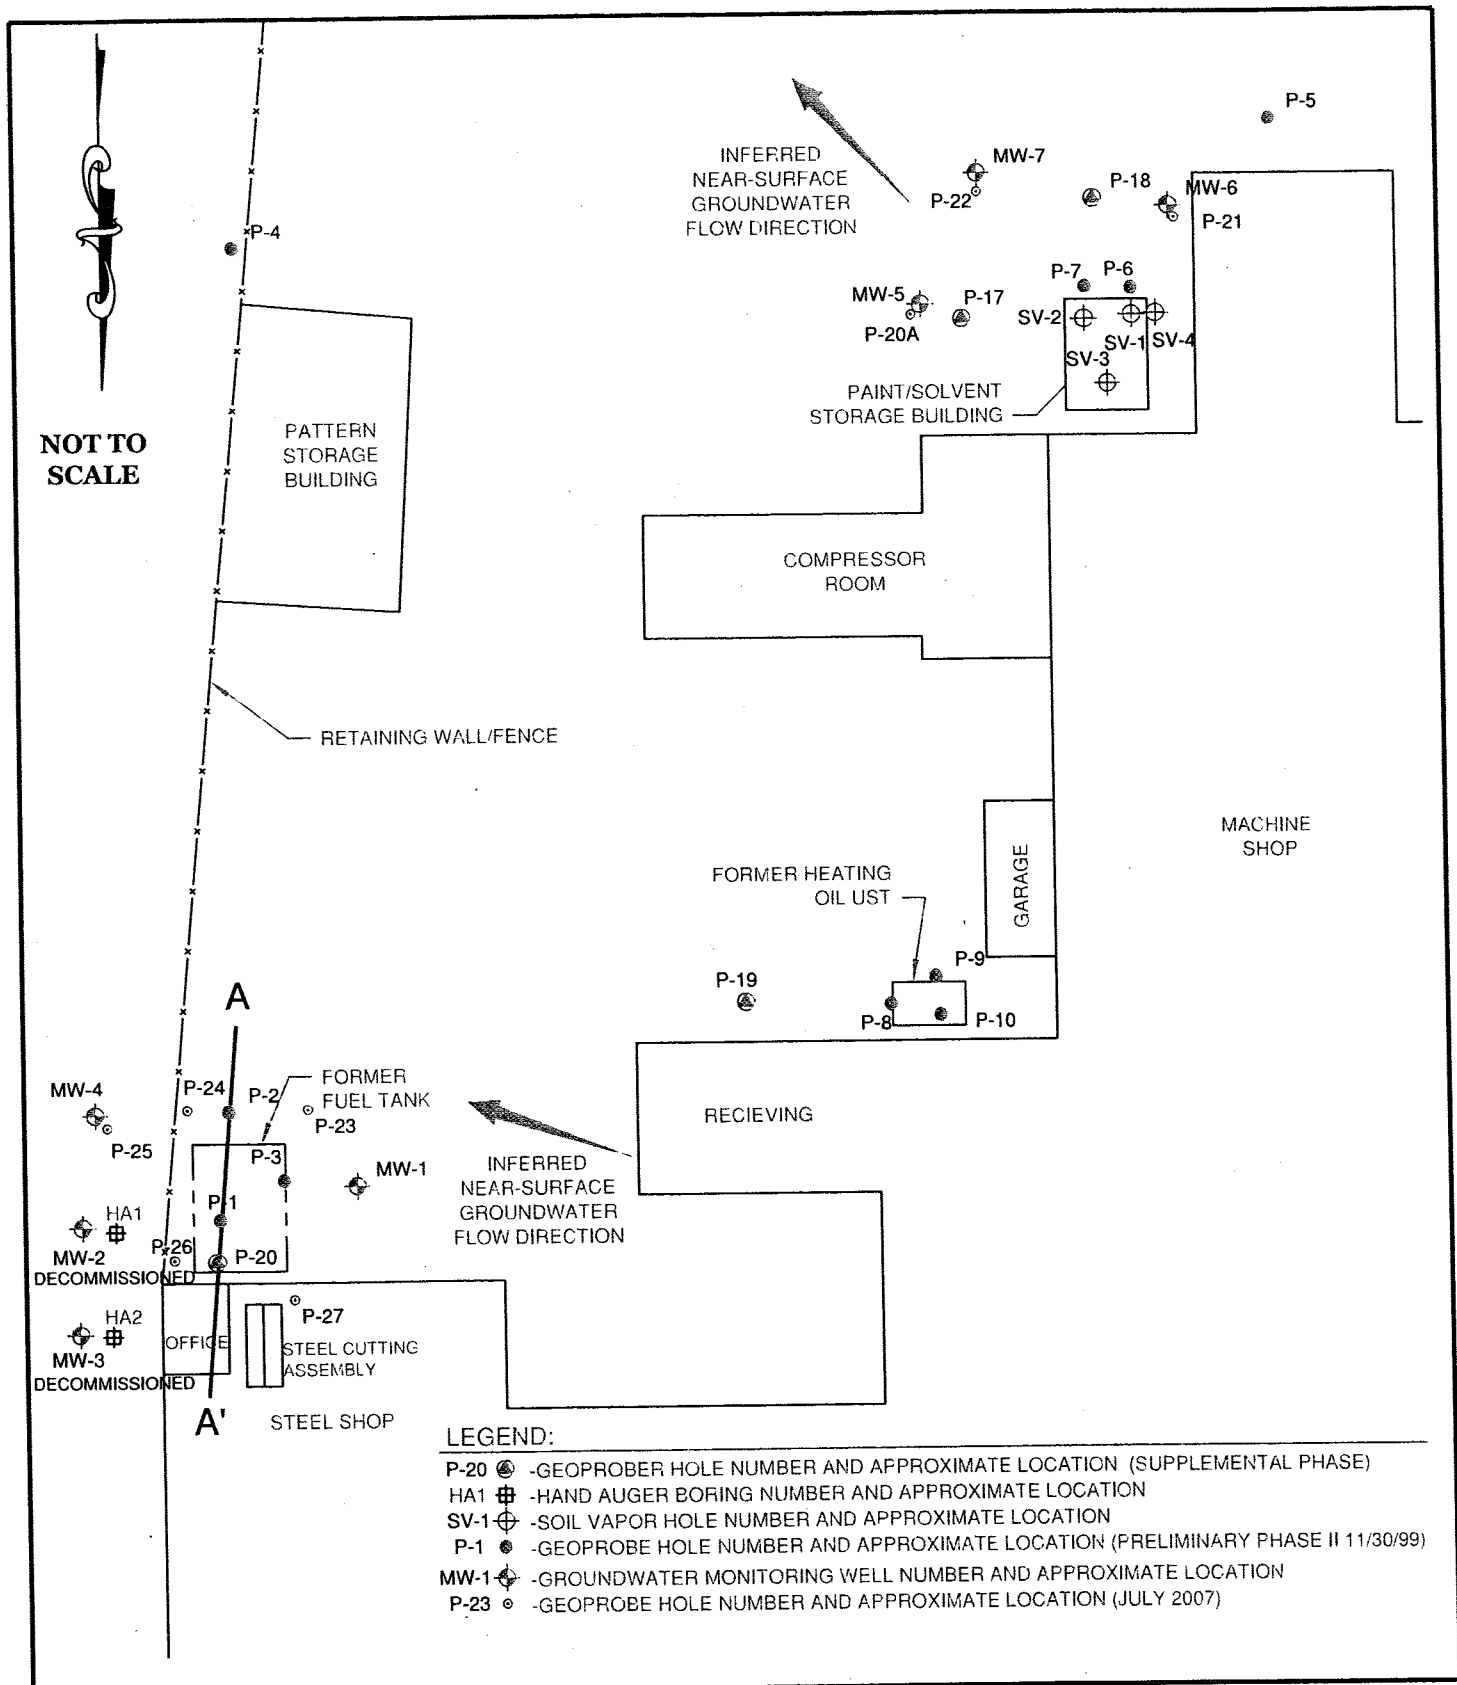 P-5
INFERRED
NEAR-SURFACE
GROUNDWATER
FLOW DIRECTION
MW-7
P-22
P-18
MW-6
P-21
P-4
P-7
P-6
MW-5
P-17
P-20A
SV-2
SV-1
SV-4
SV-3
PAINT/SOLVENT
STORAGE BUILDING
NOT TO
SCALE
PATTERN
STORAGE
BUILDING
COMPRESSOR
ROOM
RETAINING WALL/FENCE
MACHINE
SHOP
GARAGE
FORMER HEATING
OIL UST
P-9
P-19
P-8
P-10
A
MW-4
P-24
P-2
FORMER
FUEL TANK
P-23
RECIEVING
P-25
P-3
MW-1
INFERRED
NEAR-SURFACE
GROUNDWATER
FLOW DIRECTION
HA1
P-1
MW-2
DECOMMISSIONED
P-26
P-20
HA2
P-27
OFFICE
STEEL CUTTING
ASSEMBLY
MW-3
DECOMMISSIONED
A'
STEEL SHOP
LEGEND:
P-20 -GEOPROBER HOLE NUMBER AND APPROXIMATE LOCATION (SUPPLEMENTAL PHASE)
HA1 -HAND AUGER BORING NUMBER AND APPROXIMATE LOCATION
SV-1 -SOIL VAPOR HOLE NUMBER AND APPROXIMATE LOCATION
P-1 -GEOPROBE HOLE NUMBER AND APPROXIMATE LOCATION (PRELIMINARY PHASE II 11/30/99)
MW-1 -GROUNDWATER MONITORING WELL NUMBER AND APPROXIMATE LOCATION
P-23 -GEOPROBE HOLE NUMBER AND APPROXIMATE LOCATION (JULY 2007)